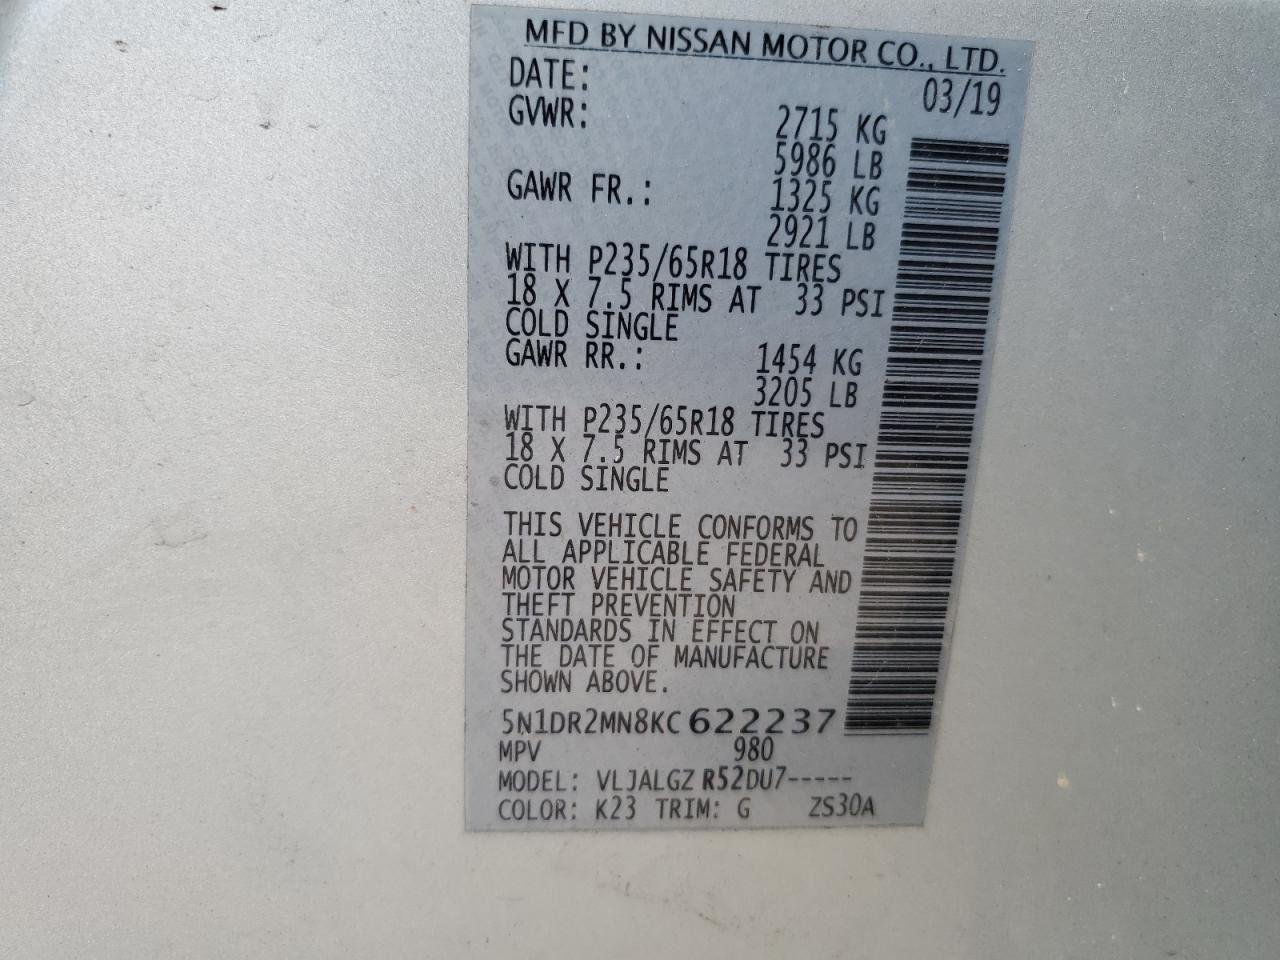 MFD BY NISSAN MOTOR CO., LTD.
DATE: 03/19
GVWR: 2715 KG
5986 LB
GAWR FR.: 1325 KG
2921 LB
WITH P235/65R18 TIRES
18 X 7.5 RIMS AT 33 PSI
COLD SINGLE
GAWR RR.: 1454 KG
3205 LB
WITH P235/65R18 TIRES
18 X 7.5 RIMS AT 33 PSI
COLD SINGLE
THIS VEHICLE CONFORMS TO
ALL APPLICABLE FEDERAL
MOTOR VEHICLE SAFETY AND
THEFT PREVENTION
STANDARDS IN EFFECT ON
THE DATE OF MANUFACTURE
SHOWN ABOVE.
5N1DR2MN8KC622237
MPV 980
MODEL: VLJALGZ R52DU7-----
COLOR: K23 TRIM: G ZS30A